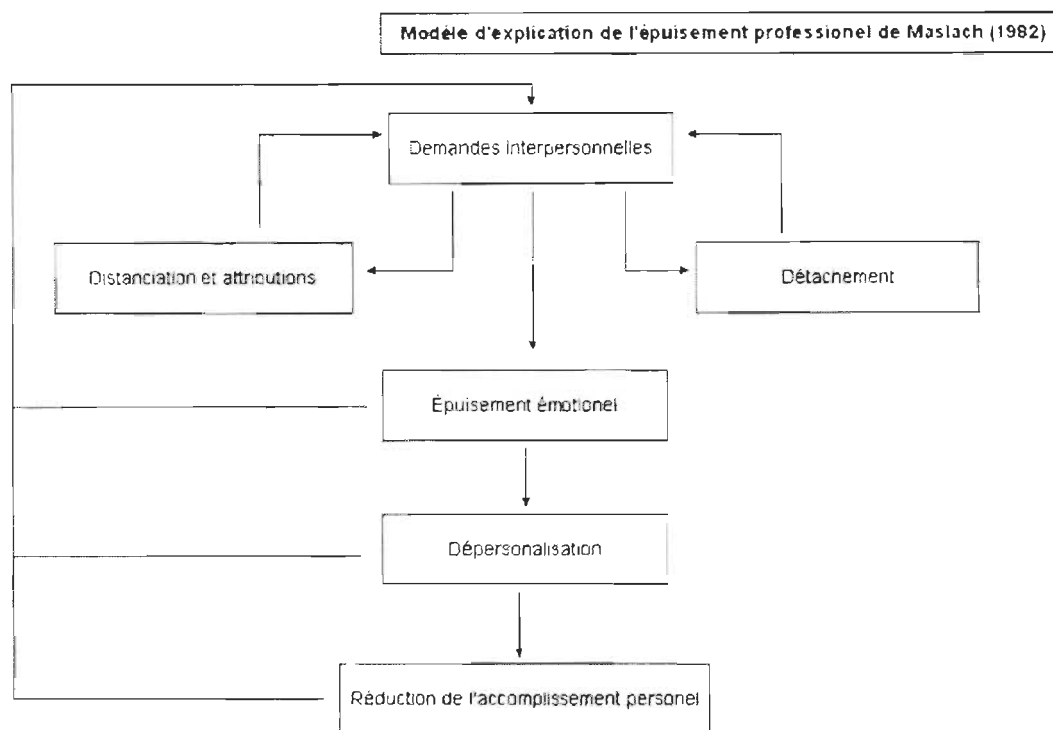 Modèle d'explication de l'épuisement professionel de Maslach (1982)
Demandes interpersonnelles
Distanciation et attributions
Détachement
Épuisement émotionel
Dépersonalisation
Réduction de l'accomplissement personel